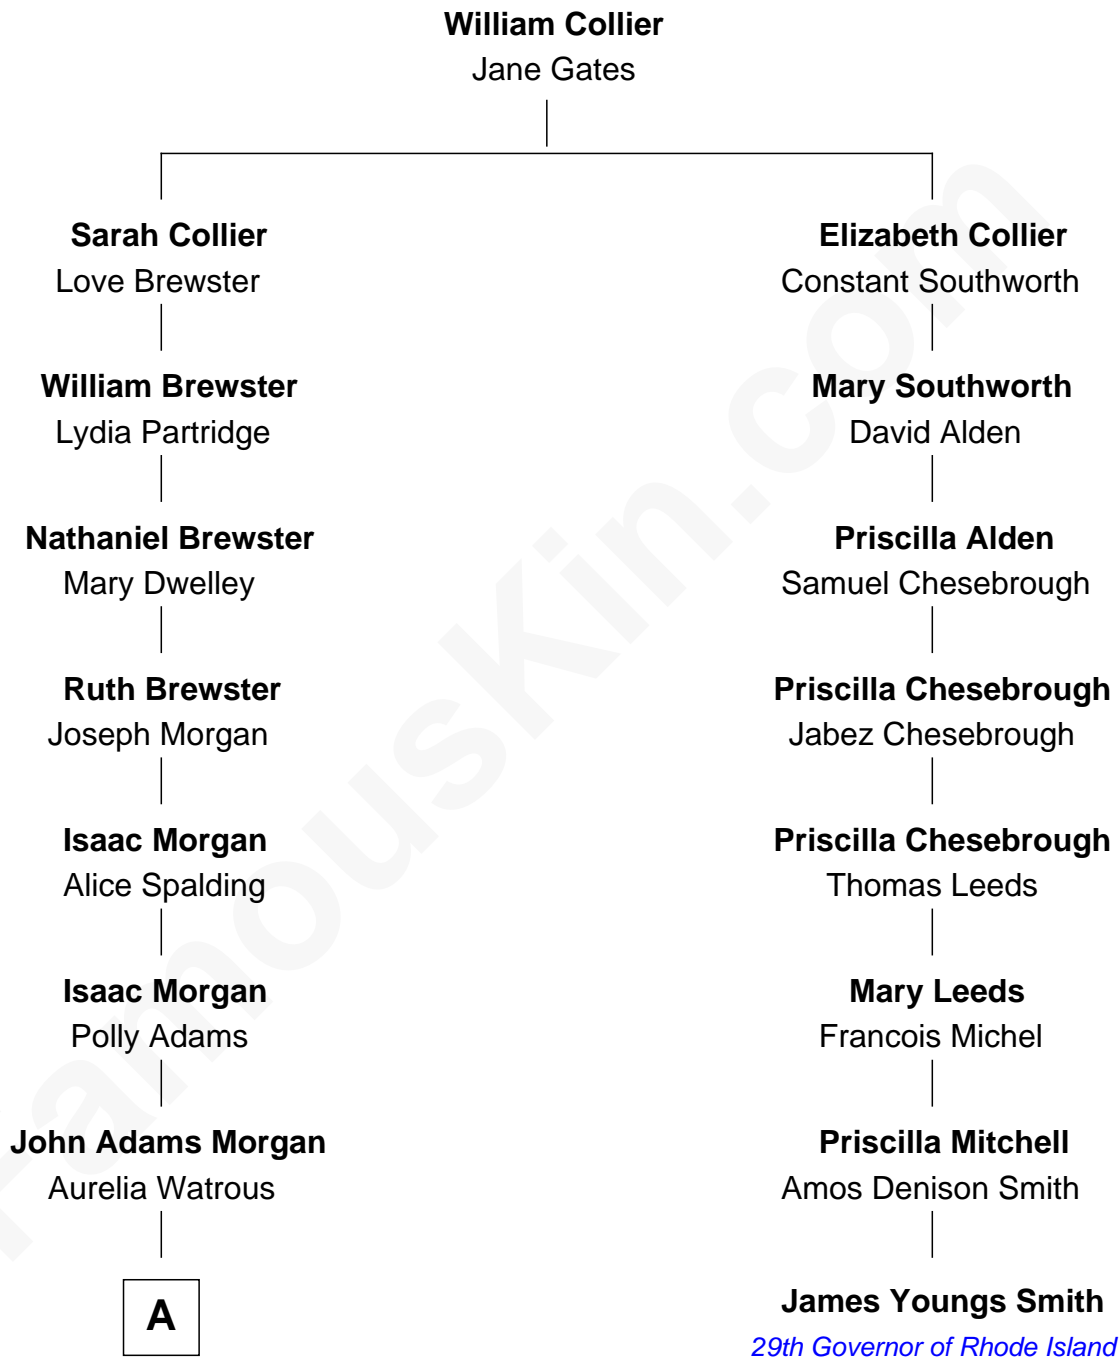 William Collier
Jane Gates
Sarah Collier
Love Brewster
Elizabeth Collier
Constant Southworth
William Brewster
Lydia Partridge
Mary Southworth
David Alden
Nathaniel Brewster
Mary Dwelley
Priscilla Alden
Samuel Chesebrough
Ruth Brewster
Joseph Morgan
Priscilla Chesebrough
Jabez Chesebrough
Isaac Morgan
Alice Spalding
Priscilla Chesebrough
Thomas Leeds
Isaac Morgan
Polly Adams
Mary Leeds
Francois Michel
John Adams Morgan
Aurelia Watrous
Priscilla Mitchell
Amos Denison Smith
A
James Youngs Smith
29th Governor of Rhode Island
FamousKin.com